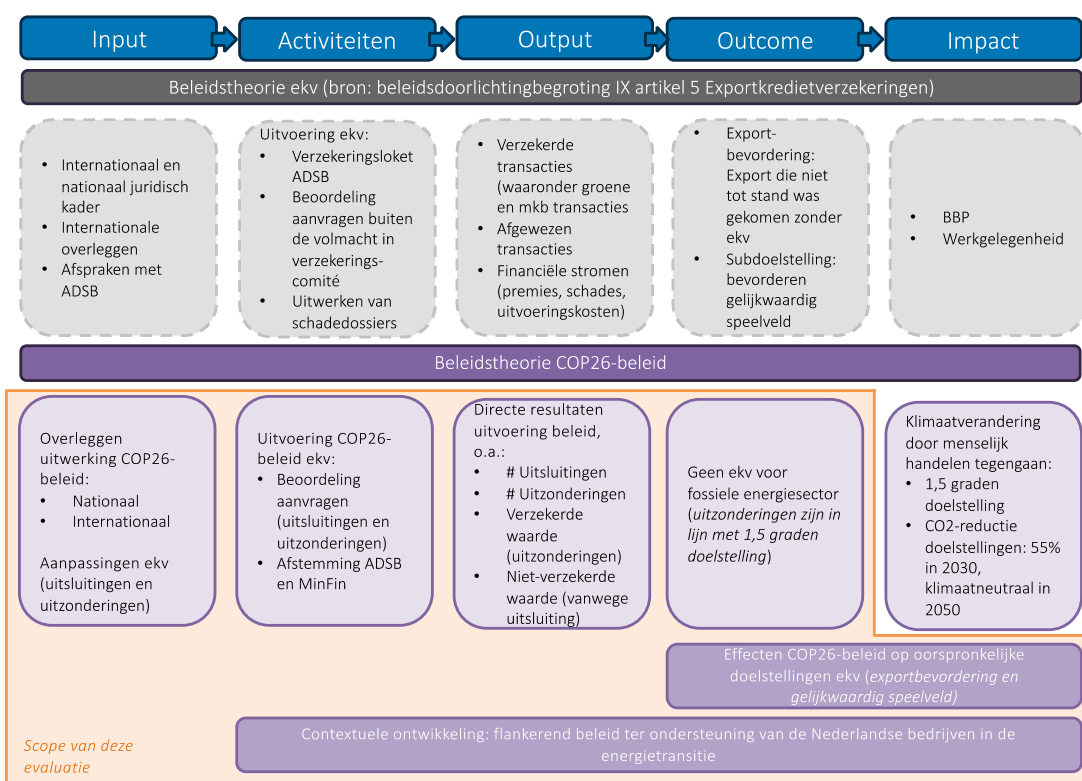 Input
Activiteiten
Output
Outcome
Impact
Beleidstheorie ekv (bron: beleidsdoorlichtingbegroting IX artikel 5 Exportkredietverzekeringen)
• Internationaal en
nationaal juridisch
kader
• Internationale
overleggen
• Afspraken met
ADSB
Uitvoering ekv:
• Verzekeringsloket
ADSB
• Beoordeling
aanvragen buiten
de volmacht in
verzekerings-
comité
• Uitwerken van
schadedossiers
• Verzekerde
transacties
(waaronder groene
en mkb transacties
• Afgewezen
transacties
• Financiële stromen
(premies, schades,
uitvoeringskosten)
• Export-
bevordering:
Export die niet
tot stand was
gekomen zonder
ekv
• Subdoelstelling:
bevorderen
gelijkwaardig
speelveld
• BBP
• Werkgelegenheid
Beleidstheorie COP26-beleid
Overleggen
uitwerking COP26-
beleid:
• Nationaal
• Internationaal
Aanpassingen ekv
(uitsluitingen en
uitzonderingen)
Uitvoering COP26-
beleid ekv:
• Beoordeling
aanvragen
(uitsluitingen en
uitzonderingen)
• Afstemming ADSB
en MinFin
Directe resultaten
uitvoering beleid,
o.a.:
• # Uitsluitingen
• # Uitzonderingen
• Verzekerde
waarde
(uitzonderingen)
• Niet-verzekerde
waarde (vanwege
uitsluiting)
Geen ekv voor
fossiele energiesector
(uitzonderingen zijn in
lijn met 1,5 graden
doelstelling)
Klimaatverandering
door menselijk
handelen tegengaan:
• 1,5 graden
doelstelling
• CO2-reductie
doelstellingen: 55%
in 2030,
klimaatneutraal in
2050
Effecten COP26-beleid op oorspronkelijke
doelstellingen ekv (exportbevordering en
gelijkwaardig speelveld)
Contextuele ontwikkeling: flankerend beleid ter ondersteuning van de Nederlandse bedrijven in de
energietransitie
Scope van deze
evaluatie